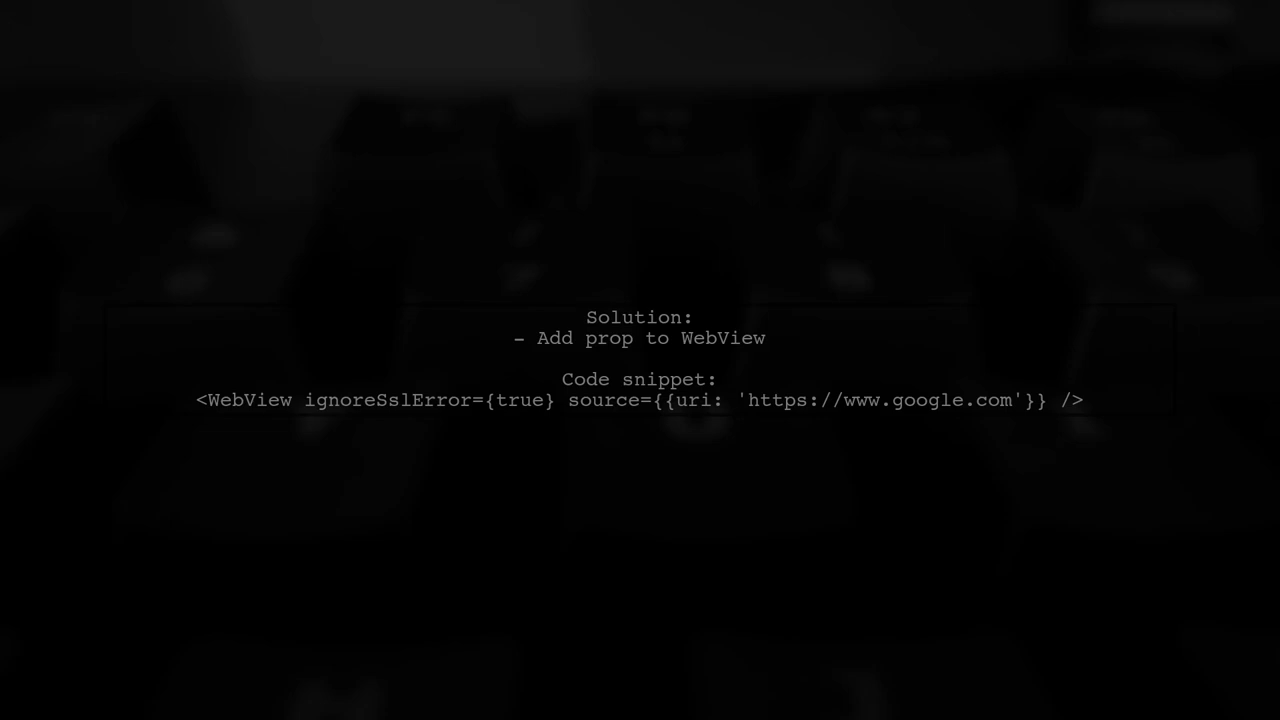 Solution:
- Add prop to WebView
Code snippet:
<WebView ignoreSslError={true} source={{uri: 'https://www.google.com'}} />